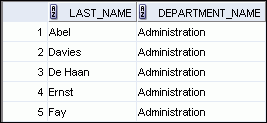 LAST_NAME DEPARTMENT_NAME
1 Abel Administration
2 Davies Administration
3 De Haan Administration
4 Ernst Administration
5 Fay Administration